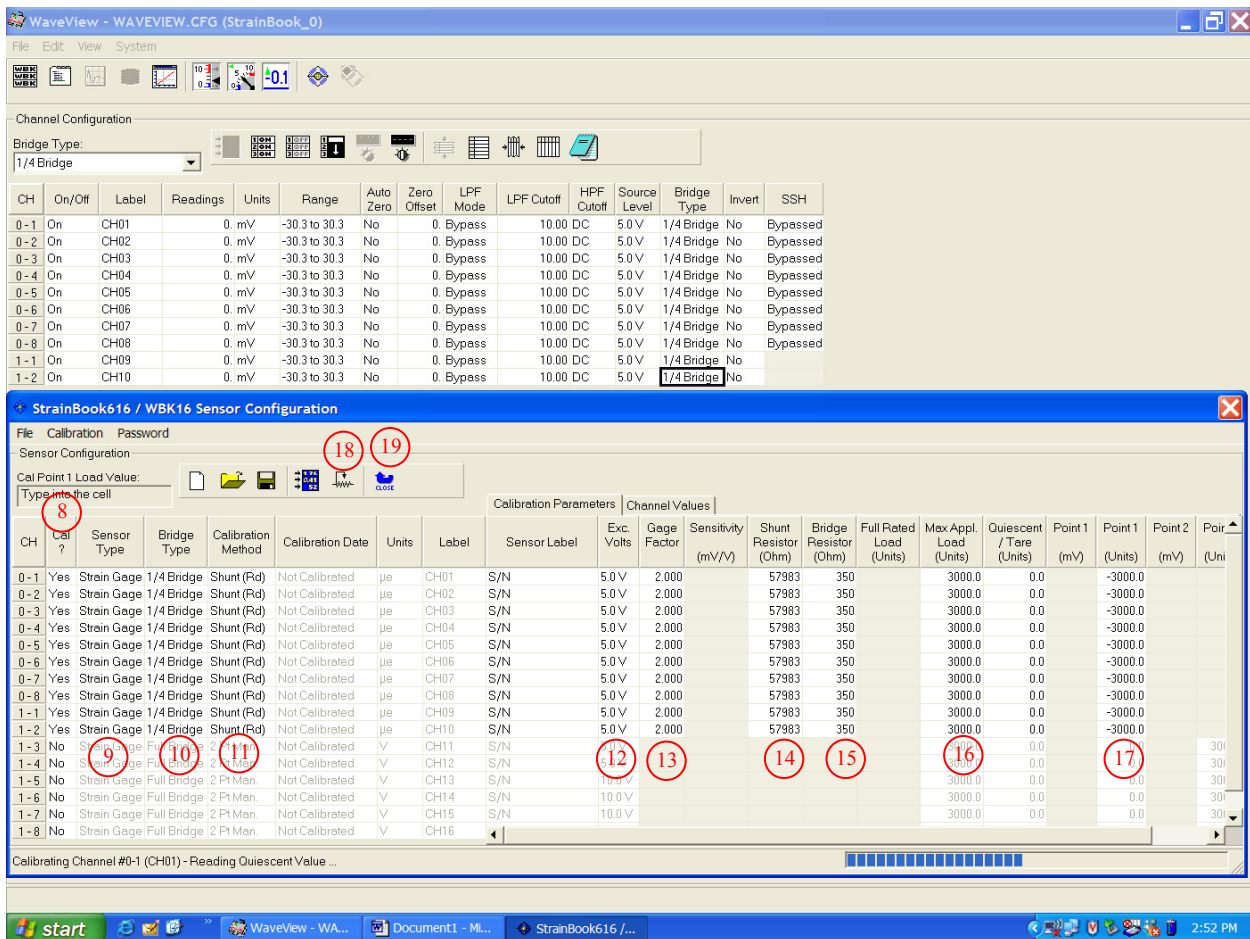 WaveView - WAVEVIEW.CFG (StrainBook_0)
File Edit View System
Channel Configuration
Bridge Type:
1/4 Bridge
CH On/Off Label Readings Units Range Auto Zero Zero Offset LPF Mode LPF Cutoff HPF Cutoff Source Level Bridge Type Invert SSH
0 - 1 On CH01 0. mV -30.3 to 30.3 No 0. Bypass 10.00 DC 5.0 V 1/4 Bridge No Bypassed
0 - 2 On CH02 0. mV -30.3 to 30.3 No 0. Bypass 10.00 DC 5.0 V 1/4 Bridge No Bypassed
0 - 3 On CH03 0. mV -30.3 to 30.3 No 0. Bypass 10.00 DC 5.0 V 1/4 Bridge No Bypassed
0 - 4 On CH04 0. mV -30.3 to 30.3 No 0. Bypass 10.00 DC 5.0 V 1/4 Bridge No Bypassed
0 - 5 On CH05 0. mV -30.3 to 30.3 No 0. Bypass 10.00 DC 5.0 V 1/4 Bridge No Bypassed
0 - 6 On CH06 0. mV -30.3 to 30.3 No 0. Bypass 10.00 DC 5.0 V 1/4 Bridge No Bypassed
0 - 7 On CH07 0. mV -30.3 to 30.3 No 0. Bypass 10.00 DC 5.0 V 1/4 Bridge No Bypassed
0 - 8 On CH08 0. mV -30.3 to 30.3 No 0. Bypass 10.00 DC 5.0 V 1/4 Bridge No Bypassed
1 - 1 On CH09 0. mV -30.3 to 30.3 No 0. Bypass 10.00 DC 5.0 V 1/4 Bridge No
1 - 2 On CH10 0. mV -30.3 to 30.3 No 0. Bypass 10.00 DC 5.0 V 1/4 Bridge No
StrainBook616 / WBK16 Sensor Configuration
File Calibration Password
18 19
Sensor Configuration
Cal Point 1 Load Value:
Type into the cell
CLOSE
8
Calibration Parameters Channel Values
CH Cal ? Sensor Type Bridge Type Calibration Method Calibration Date Units Label Sensor Label Exc. Volts Gage Factor Sensitivity (mV/V) Shunt Resistor (Ohm) Bridge Resistor (Ohm) Full Rated Load (Units) Max Appl. Load (Units) Quiescent / Tare (Units) Point 1 (mV) Point 1 (Units) Point 2 (mV)
0 - 1 Yes Strain Gage 1/4 Bridge Shunt (Rd) Not Calibrated µe CH01 S/N 5.0 V 2.000 57983 350 3000.0 0.0 -3000.0
0 - 2 Yes Strain Gage 1/4 Bridge Shunt (Rd) Not Calibrated µe CH02 S/N 5.0 V 2.000 57983 350 3000.0 0.0 -3000.0
0 - 3 Yes Strain Gage 1/4 Bridge Shunt (Rd) Not Calibrated µe CH03 S/N 5.0 V 2.000 57983 350 3000.0 0.0 -3000.0
0 - 4 Yes Strain Gage 1/4 Bridge Shunt (Rd) Not Calibrated µe CH04 S/N 5.0 V 2.000 57983 350 3000.0 0.0 -3000.0
0 - 5 Yes Strain Gage 1/4 Bridge Shunt (Rd) Not Calibrated µe CH05 S/N 5.0 V 2.000 57983 350 3000.0 0.0 -3000.0
0 - 6 Yes Strain Gage 1/4 Bridge Shunt (Rd) Not Calibrated µe CH06 S/N 5.0 V 2.000 57983 350 3000.0 0.0 -3000.0
0 - 7 Yes Strain Gage 1/4 Bridge Shunt (Rd) Not Calibrated µe CH07 S/N 5.0 V 2.000 57983 350 3000.0 0.0 -3000.0
0 - 8 Yes Strain Gage 1/4 Bridge Shunt (Rd) Not Calibrated µe CH08 S/N 5.0 V 2.000 57983 350 3000.0 0.0 -3000.0
1 - 1 Yes Strain Gage 1/4 Bridge Shunt (Rd) Not Calibrated µe CH09 S/N 5.0 V 2.000 57983 350 3000.0 0.0 -3000.0
1 - 2 Yes Strain Gage 1/4 Bridge Shunt (Rd) Not Calibrated µe CH10 S/N 5.0 V 2.000 57983 350 3000.0 0.0 -3000.0
1 - 3 No Strain Gage Full Bridge 2 Pt Man. Not Calibrated V CH11 S/N 5.0 V 3000.0 0.0 0.0
9 10 11 12 13 14 15 16 17
1 - 4 No Strain Gage Full Bridge 2 Pt Man. Not Calibrated V CH12 S/N 3000.0 0.0 0.0
1 - 5 No Strain Gage Full Bridge 2 Pt Man. Not Calibrated V CH13 S/N 10.0 V 3000.0 0.0 0.0
1 - 6 No Strain Gage Full Bridge 2 Pt Man. Not Calibrated V CH14 S/N 10.0 V 3000.0 0.0 0.0
1 - 7 No Strain Gage Full Bridge 2 Pt Man. Not Calibrated V CH15 S/N 10.0 V 3000.0 0.0 0.0
1 - 8 No Strain Gage Full Bridge 2 Pt Man. Not Calibrated V CH16
Calibrating Channel #0-1 (CH01) - Reading Quiescent Value ...
start WaveView - WA... Document1 - Mi... StrainBook616 /... 2:52 PM